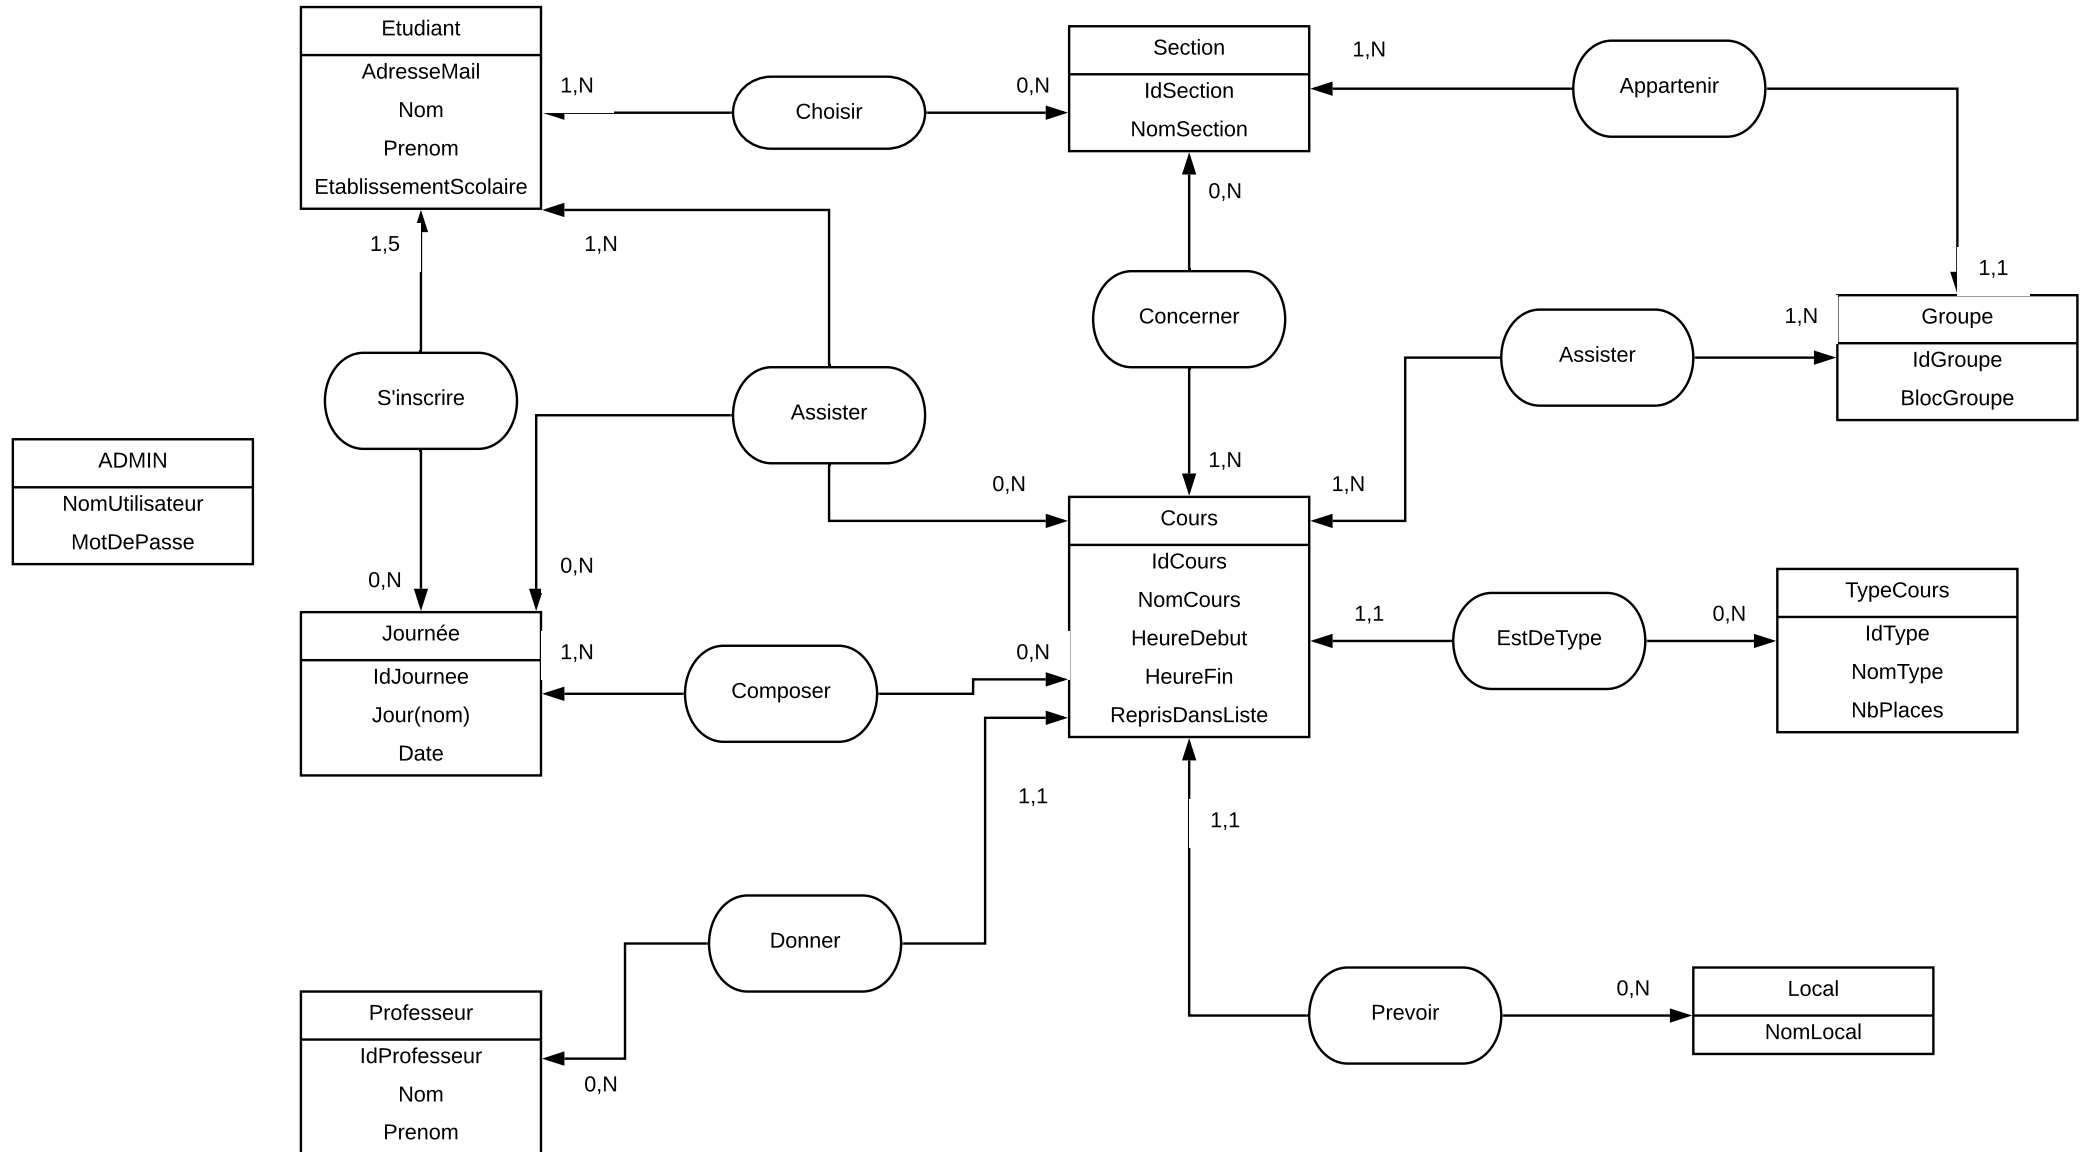 Etudiant
AdresseMail
Nom
Prenom
EtablissementScolaire
1,N
Choisir
0,N
Section
IdSection
NomSection
1,N
Appartenir
1,1
0,N
Concerner
1,N
1,5
1,N
S'inscrire
Assister
0,N
0,N
0,N
Assister
1,N
1,N
Groupe
IdGroupe
BlocGroupe
ADMIN
NomUtilisateur
MotDePasse
Journée
IdJournee
Jour(nom)
Date
1,N
Composer
0,N
Cours
IdCours
NomCours
HeureDebut
HeureFin
ReprisDansListe
1,1
EstDeType
0,N
TypeCours
IdType
NomType
NbPlaces
1,1
Donner
0,N
1,1
Prevoir
0,N
Local
NomLocal
Professeur
IdProfesseur
Nom
Prenom